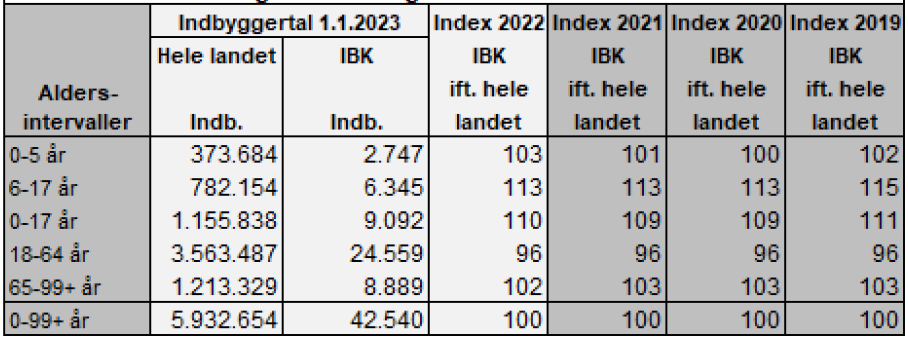 Indbyggertal 1.1.2023 Index 2022 Index 2021 Index 2020 Index 2019
Hele landet IBK IBK IBK IBK IBK
Alders- ift. hele ift. hele ift. hele ift. hele
intervaller Indb. Indb. landet landet landet landet
0-5 år 373.684 2.747 103 101 100 102
6-17 år 782.154 6.345 113 113 113 115
0-17 år 1.155.838 9.092 110 109 109 111
18-64 år 3.563.487 24.559 96 96 96 96
65-99+ år 1.213.329 8.889 102 103 103 103
0-99+ år 5.932.654 42.540 100 100 100 100